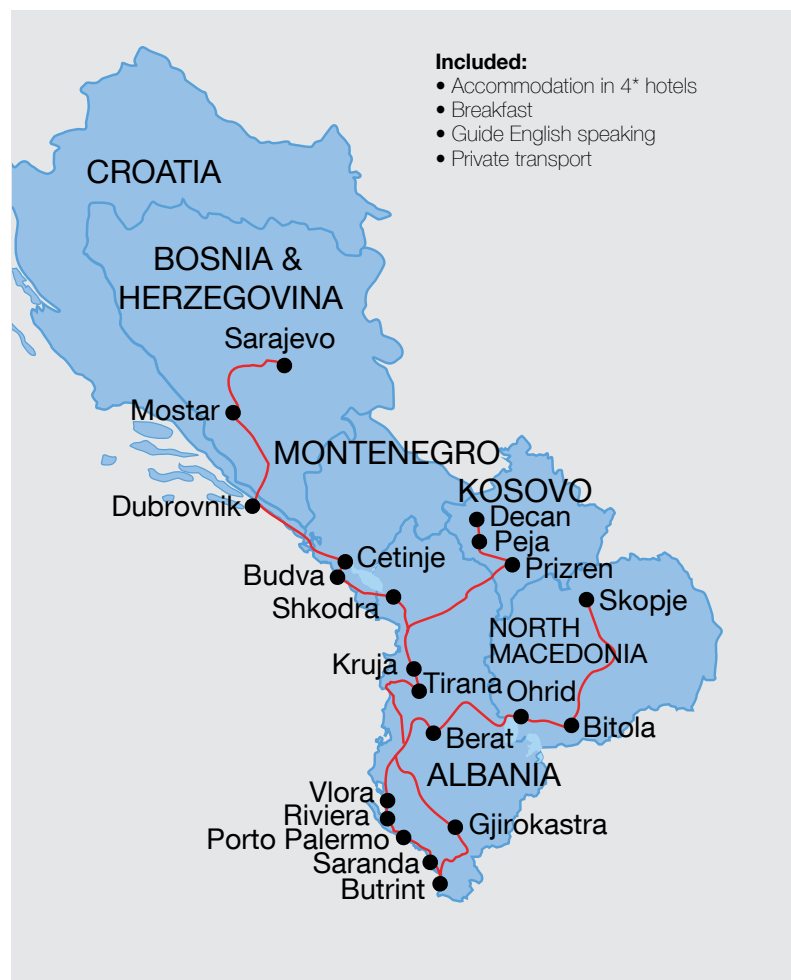 Included:
• Accommodation in 4* hotels
• Breakfast
• Guide English speaking
• Private transport
CROATIA
BOSNIA &
HERZEGOVINA
Sarajevo
Mostar
MONTENEGRO
KOSOVO
Dubrovnik
Decan
Peja
Cetinje
Prizren
Budva
Shkodra
Skopje
NORTH
MACEDONIA
Kruja
Tirana
Ohrid
Bitola
Berat
ALBANIA
Vlora
Riviera
Gjirokastra
Porto Palermo
Saranda
Butrint